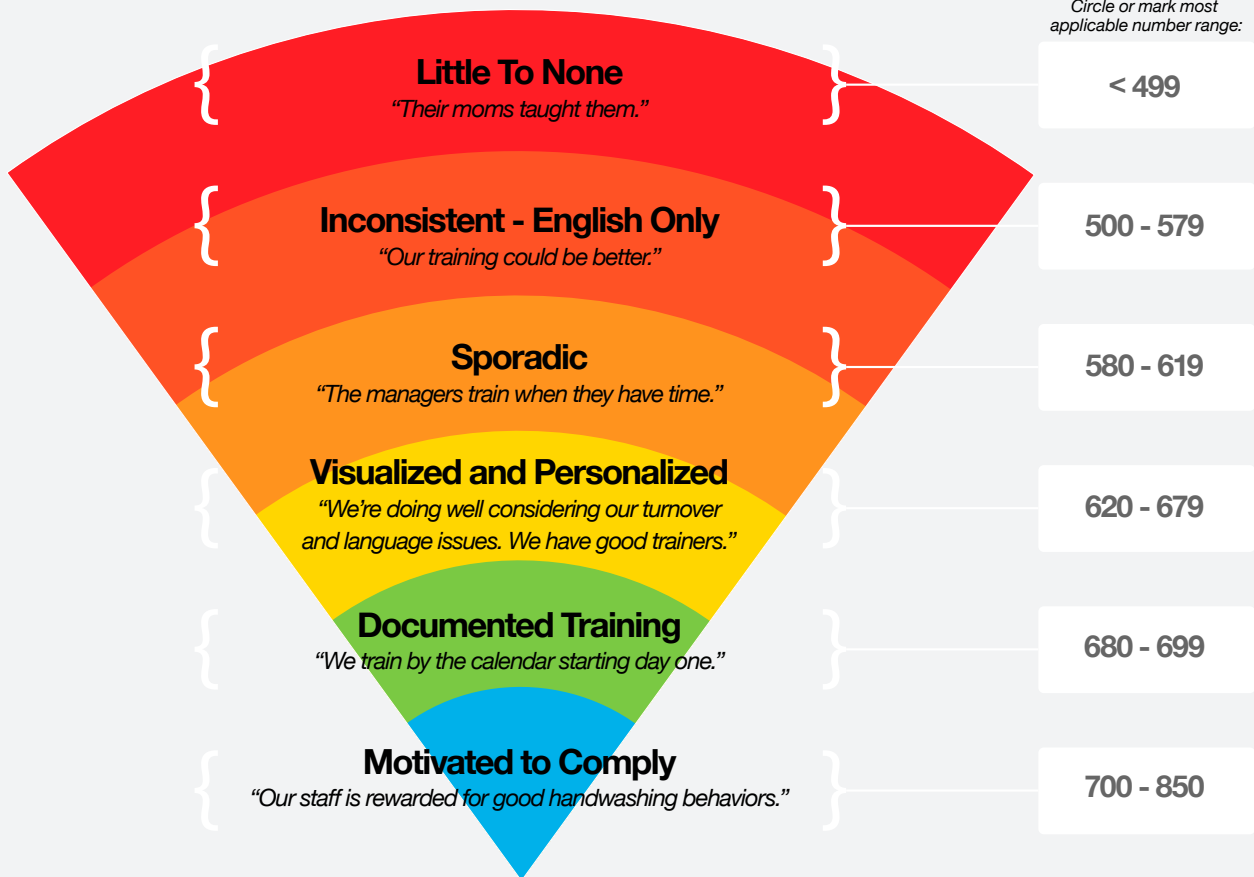 Circle or mark most
applicable number range:
Little To None
“Their moms taught them.”
< 499
Inconsistent - English Only
“Our training could be better.”
500 - 579
Sporadic
“The managers train when they have time.”
580 - 619
Visualized and Personalized
“We’re doing well considering our turnover
and language issues. We have good trainers.”
620 - 679
Documented Training
“We train by the calendar starting day one.”
680 - 699
Motivated to Comply
“Our staff is rewarded for good handwashing behaviors.”
700 - 850